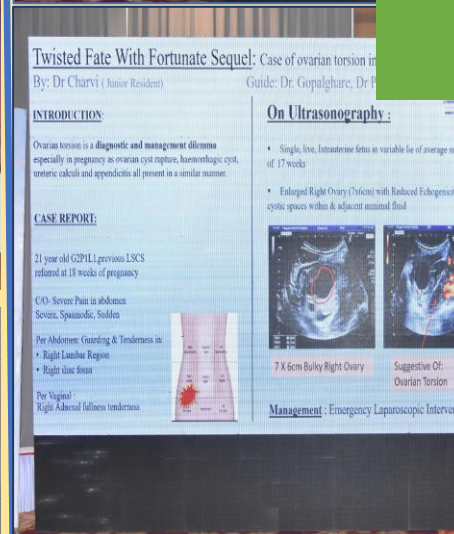 Twisted Fate With Fortunate Sequel: Case of ovarian torsion in
By: Dr Charvi ( Junior Resident)
Guide: Dr. Gopalghare, Dr P
INTRODUCTION:
Ovarian torsion is a diagnostic and management dilemma
especially in pregnancy as ovarian cyst rupture, haemorrhagic cyst,
ureteric calculi and appendicitis all present in a similar manner.
CASE REPORT:
21 year old G2P1L1,previous LSCS
referred at 18 weeks of pregnancy
C/O- Severe Pain in abdomen
Severe, Spasmodic, Sudden
Per Abdomen: Guarding & Tenderness in:
• Right Lumbar Region
• Right iliac fossa
Per Vaginal :
Right Adnexal fullness tenderness
On Ultrasonography :
• Single, live, Intrauterine fetus in variable lie of average
of 17 weeks
• Enlarged Right Ovary (7x6cm) with Reduced
cystic spaces within & adjacent minimal fluid
7 X 6cm Bulky Right Ovary
Suggestive Of:
Ovarian Torsion
Management : Emergency Laparoscopic